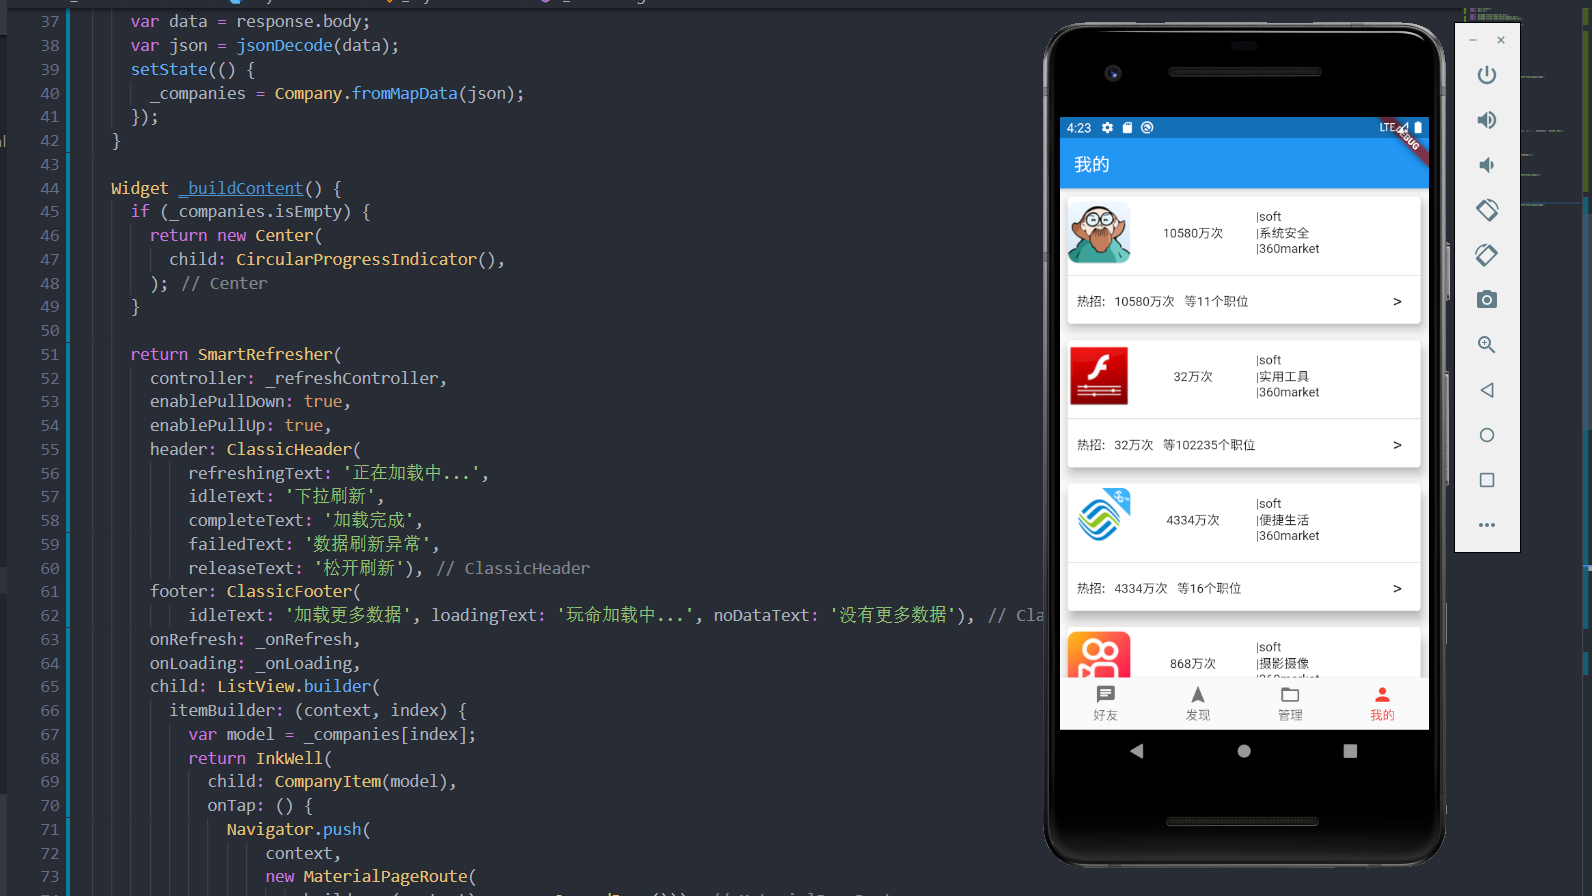 37 var data = response.body;
38 var json = jsonDecode(data);
39 setState(() {
40 _companies = Company.fromMapData(json);
41 });
42 }
43
44 Widget _buildContent() {
45 if (_companies.isEmpty) {
46 return new Center(
47 child: CircularProgressIndicator(),
48 ); // Center
49 }
50
51 return SmartRefresher(
52 controller: _refreshController,
53 enablePullDown: true,
54 enablePullUp: true,
55 header: ClassicHeader(
56 refreshingText: '正在加载中...',
57 idleText: '下拉刷新',
58 completeText: '加载完成',
59 failedText: '数据刷新异常',
60 releaseText: '松开刷新'), // ClassicHeader
61 footer: ClassicFooter(
62 idleText: '加载更多数据', loadingText: '玩命加载中...', noDataText: '没有更多数据'), // Cla
63 onRefresh: _onRefresh,
64 onLoading: _onLoading,
65 child: ListView.builder(
66 itemBuilder: (context, index) {
67 var model = _companies[index];
68 return InkWell(
69 child: CompanyItem(model),
70 onTap: () {
71 Navigator.push(
72 context,
73 new MaterialPageRoute(
4:23 LTE
DEBUG
我的
10580万次
|soft
|系统安全
|360market
热招: 10580万次 等11个职位 >
32万次
|soft
|实用工具
|360market
热招: 32万次 等102235个职位 >
4334万次
|soft
|便捷生活
|360market
热招: 4334万次 等16个职位 >
868万次
|soft
|摄影摄像
|360market
好友 发现 管理 我的